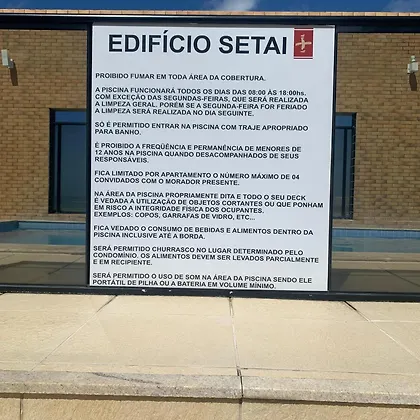 EDIFÍCIO SETAI
PROIBIDO FUMAR EM TODA ÁREA DA COBERTURA.
A PISCINA FUNCIONARÁ TODOS OS DIAS DAS 08:00 ÀS 18:00hs.
COM EXCEÇÃO DAS SEGUNDAS-FEIRAS, QUE SERÁ REALIZADA
A LIMPEZA GERAL. PORÉM SE A SEGUNDA-FEIRA FOR FERIADO
A LIMPEZA SERÁ REALIZADA NO DIA SEGUINTE.
SÓ É PERMITIDO ENTRAR NA PISCINA COM TRAJE APROPRIADO
PARA BANHO.
É PROIBIDO A FREQÜÊNCIA E PERMANÊNCIA DE MENORES DE
12 ANOS NA PISCINA QUANDO DESACOMPANHADOS DE SEUS
RESPONSÁVEIS.
FICA LIMITADO POR APARTAMENTO O NÚMERO MÁXIMO DE 04
CONVIDADOS COM O MORADOR PRESENTE.
NA ÁREA DA PISCINA PROPRIAMENTE DITA E TODO O SEU DECK
É VEDADA A UTILIZAÇÃO DE OBJETOS CORTANTES OU QUE PONHAM
EM RISCO A INTEGRIDADE FÍSICA DOS OCUPANTES.
EXEMPLOS: COPOS, GARRAFAS DE VIDRO, ETC...
FICA VEDADO O CONSUMO DE BEBIDAS E ALIMENTOS DENTRO DA
PISCINA INCLUSIVE ATÉ A BORDA.
SERÁ PERMITIDO CHURRASCO NO LUGAR DETERMINADO PELO
CONDOMÍNIO. OS ALIMENTOS DEVEM SER LEVADOS PARCIALMENTE
E EM RECIPIENTE.
SERÁ PERMITIDO O USO DE SOM NA ÁREA DA PISCINA SENDO ELE
PORTÁTIL DE PILHA OU A BATERIA EM VOLUME MÍNIMO.